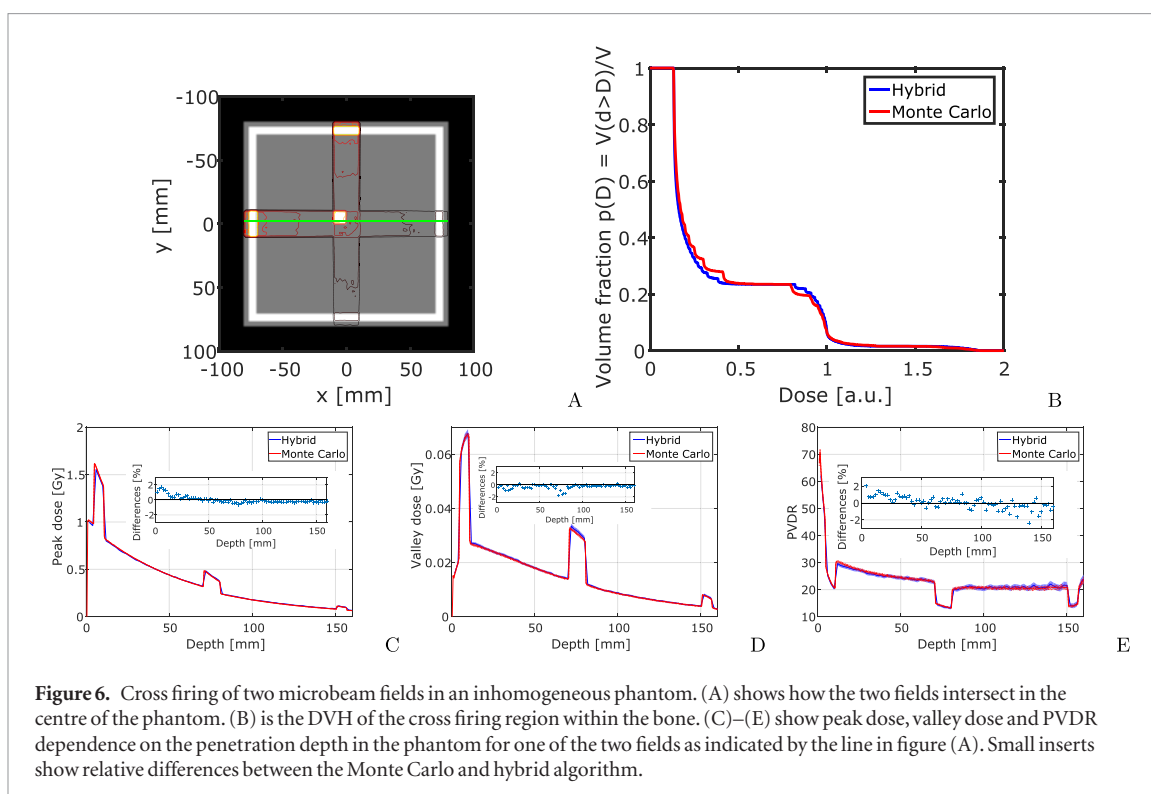 -100
-50
0
50
100
y [mm]
-100
-50
0
50
100
x [mm]
A
1
0.8
0.6
0.4
0.2
0
Volume fraction p(D) = V(d>D)/V
0
0.5
1
1.5
2
Dose [a.u.]
Hybrid
Monte Carlo
B
2
1.5
1
0.5
0
Peak dose [Gy]
0
50
100
150
Depth [mm]
Hybrid
Monte Carlo
Differences [%]
2
0
-2
0
50
100
150
Depth [mm]
C
0.06
0.04
0.02
0
Valley dose [Gy]
0
50
100
150
Depth [mm]
Hybrid
Monte Carlo
Differences [%]
2
0
-2
0
50
100
150
Depth [mm]
D
80
70
60
50
40
30
20
10
PVDR
0
50
100
150
Depth [mm]
Hybrid
Monte Carlo
Differences [%]
2
0
-2
0
50
100
150
Depth [mm]
E
Figure 6. Cross firing of two microbeam fields in an inhomogeneous phantom. (A) shows how the two fields intersect in the
centre of the phantom. (B) is the DVH of the cross firing region within the bone. (C)–(E) show peak dose, valley dose and PVDR
dependence on the penetration depth in the phantom for one of the two fields as indicated by the line in figure (A). Small inserts
show relative differences between the Monte Carlo and hybrid algorithm.